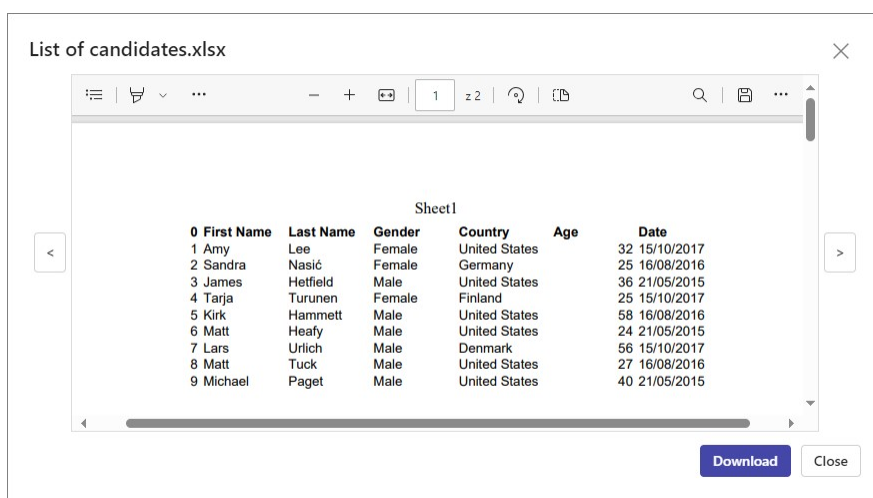 List of candidates.xlsx
1 z 2
Sheet1
0 First Name Last Name Gender Country Age Date
1 Amy Lee Female United States 32 15/10/2017
2 Sandra Nasić Female Germany 25 16/08/2016
3 James Hetfield Male United States 36 21/05/2015
4 Tarja Turunen Female Finland 25 15/10/2017
5 Kirk Hammett Male United States 58 16/08/2016
6 Matt Heafy Male United States 24 21/05/2015
7 Lars Urlich Male Denmark 56 15/10/2017
8 Matt Tuck Male United States 27 16/08/2016
9 Michael Paget Male United States 40 21/05/2015
Download Close